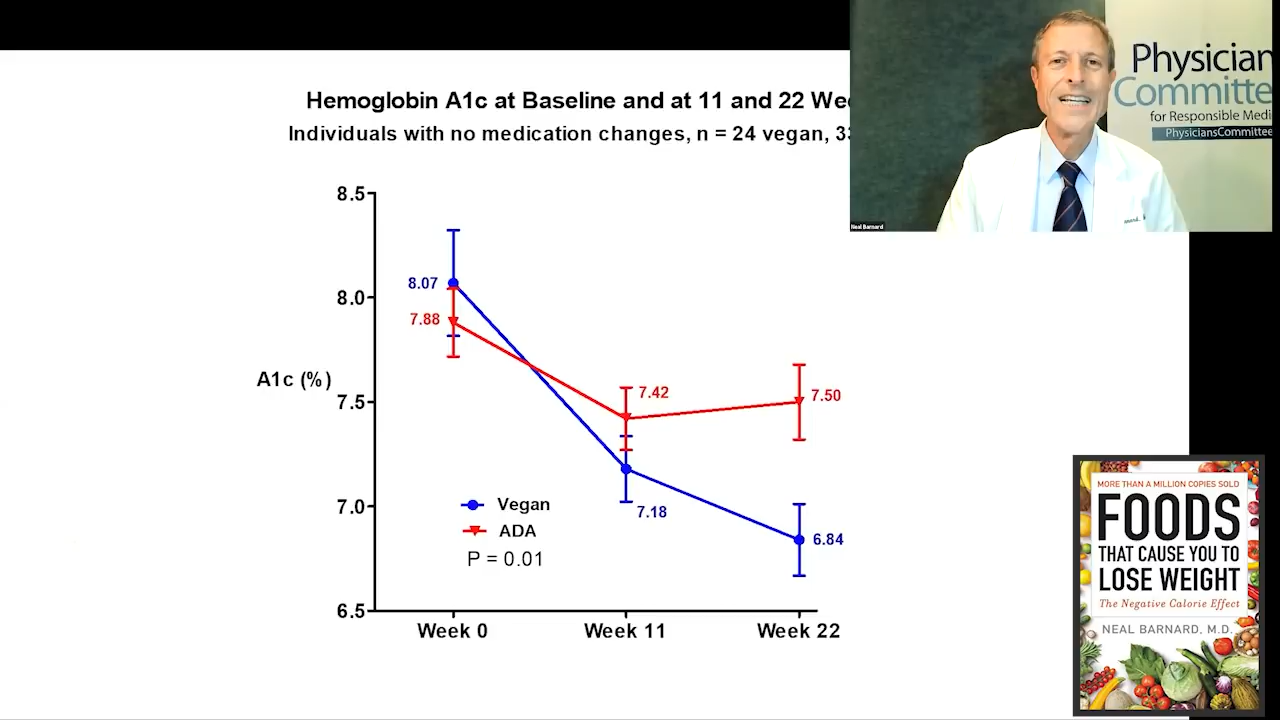 Hemoglobin A1c at Baseline and at 11 and 22
Individuals with no medication changes, n = 24 vegan,
8.5
8.0
7.5
7.0
6.5
A1c (%)
8.07
7.88
7.42
7.18
7.50
6.84
Vegan
ADA
P = 0.01
Week 0
Week 11
Week 22
Physician
Committe
for Responsible Medi
PhysiciansCommittee
Neal Barnard
MORE THAN A MILLION COPIES SOLD
FOODS
THAT CAUSE YOU TO
LOSE WEIGHT
The Negative Calorie Effect
NEAL BARNARD, M.D.